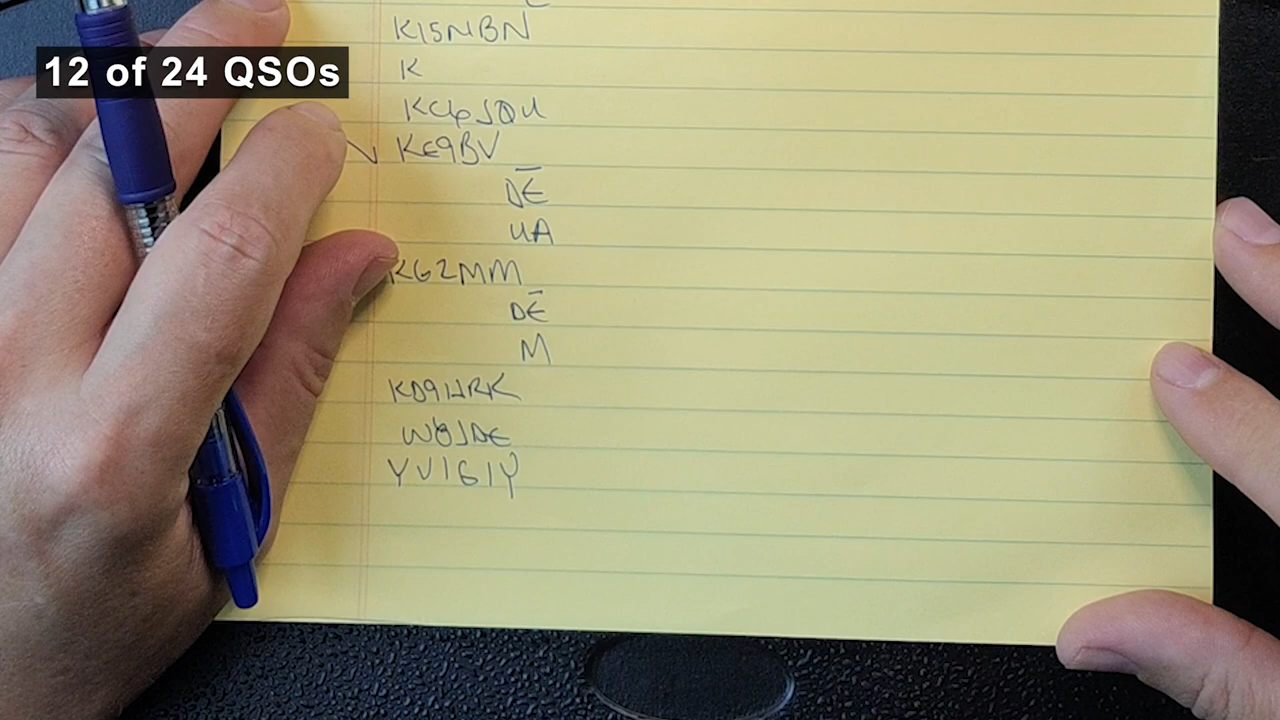 12 of 24 QSOs
KI5NBN
K
KC6JQU
KE9BV
DE
UA
KG2MM
DE
M
KD9HRK
W8JDE
YV1GIY